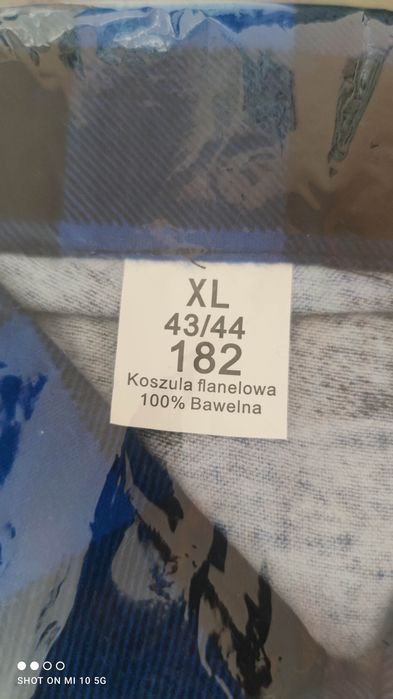 XL
43/44
182
Koszula flanelowa
100% Bawelna
SHOT ON MI 10 5G